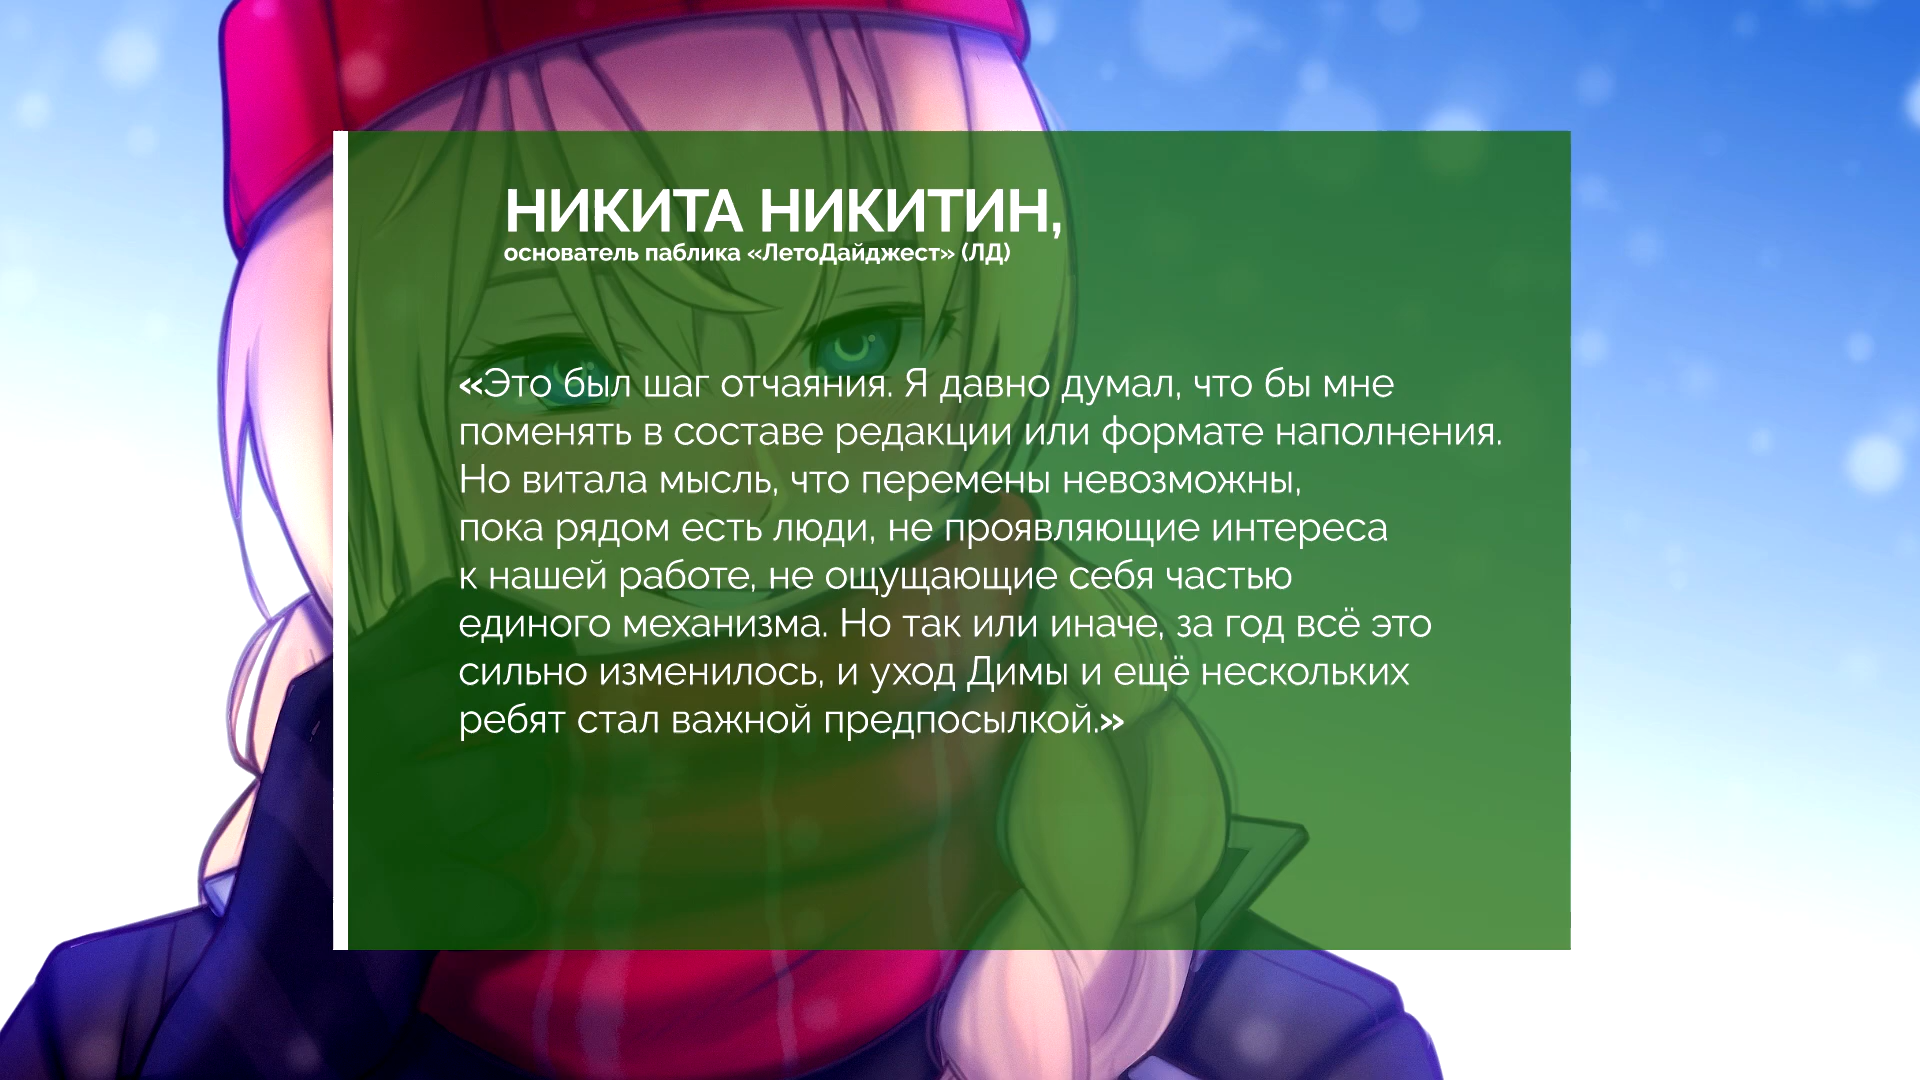 НИКИТА НИКИТИН,
основатель паблика «ЛетоДайджест» (ЛД)
«Это был шаг отчаяния. Я давно думал, что бы мне
поменять в составе редакции или формате наполнения.
Но витала мысль, что перемены невозможны,
пока рядом есть люди, не проявляющие интереса
к нашей работе, не ощущающие себя частью
единого механизма. Но так или иначе, за год всё это
сильно изменилось, и уход Димы и ещё нескольких
ребят стал важной предпосылкой.»